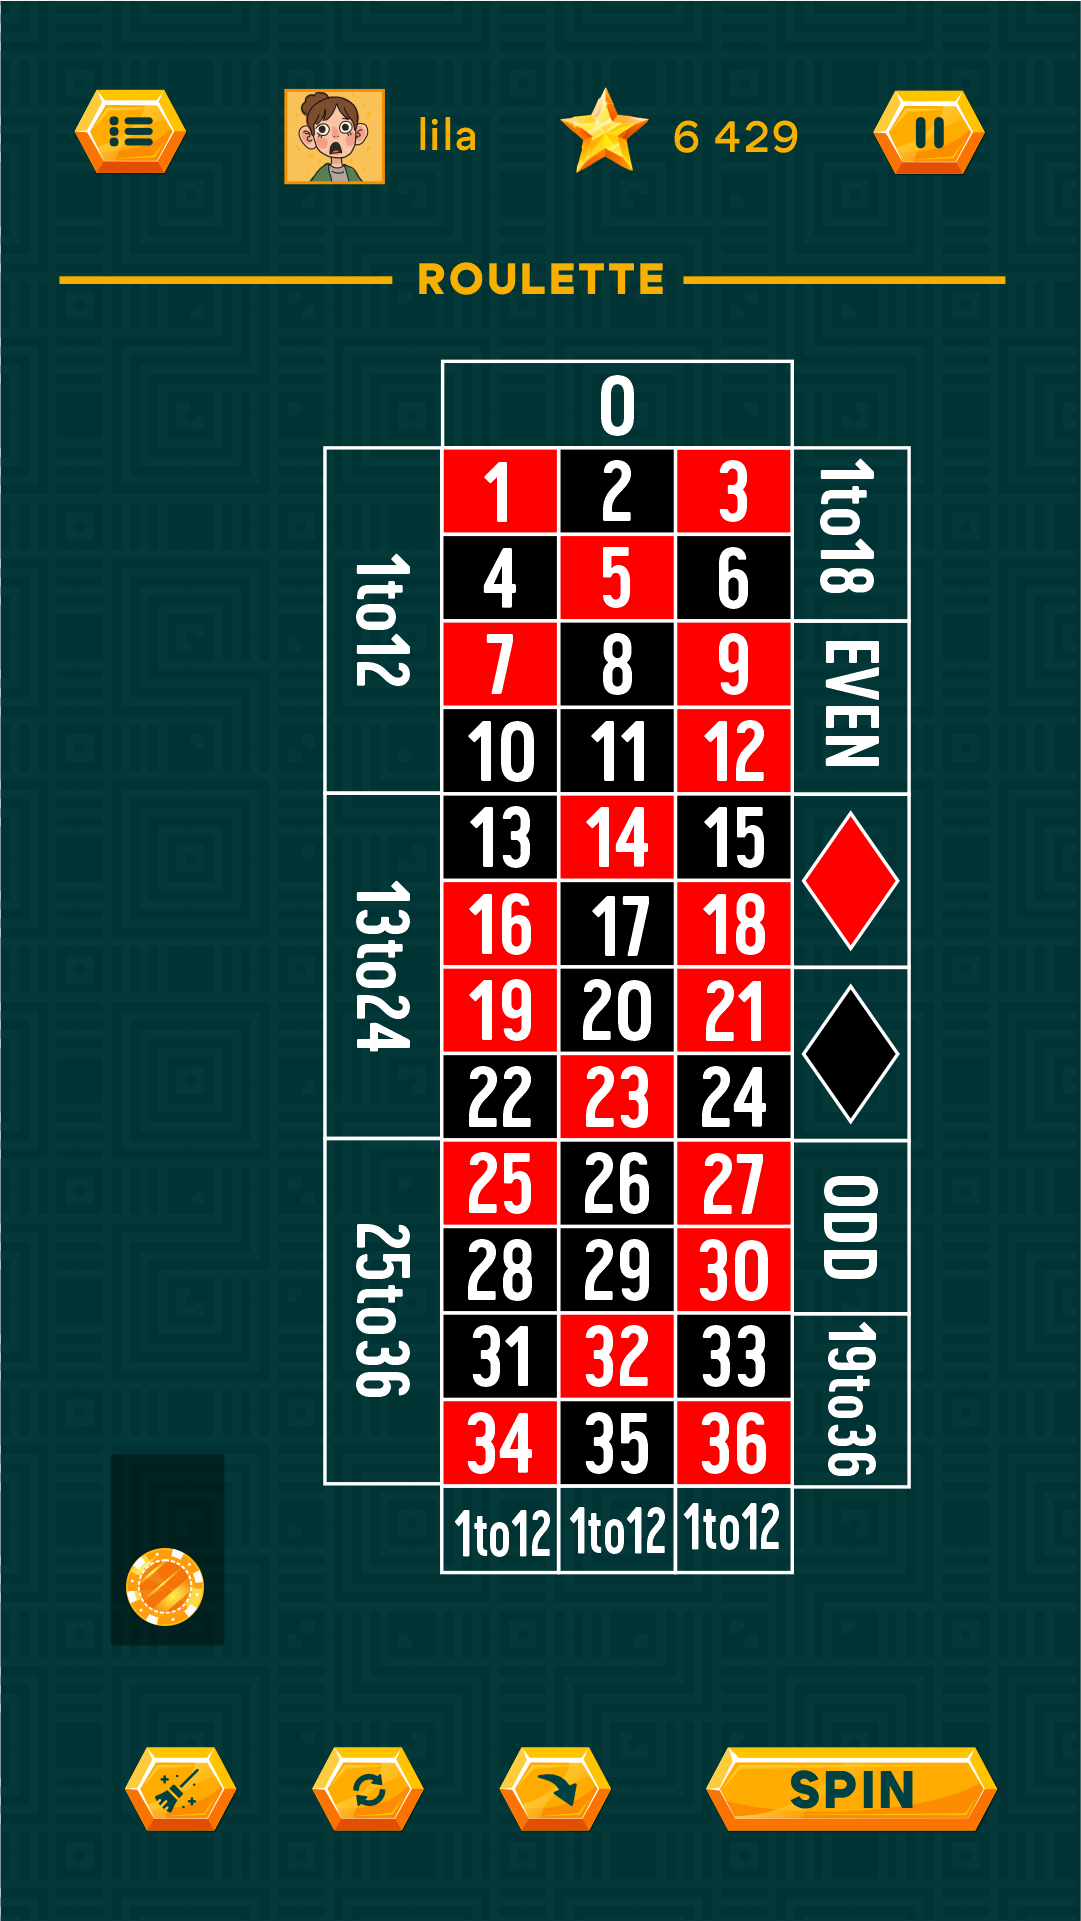 lila 6 429
ROULETTE
0
1 2 3
4 5 6
7 8 9
10 11 12
13 14 15
16 17 18
19 20 21
22 23 24
25 26 27
28 29 30
31 32 33
34 35 36
1to12
13to24
25to36
1to18
EVEN
ODD
19to36
1to12 1to12 1to12
SPIN